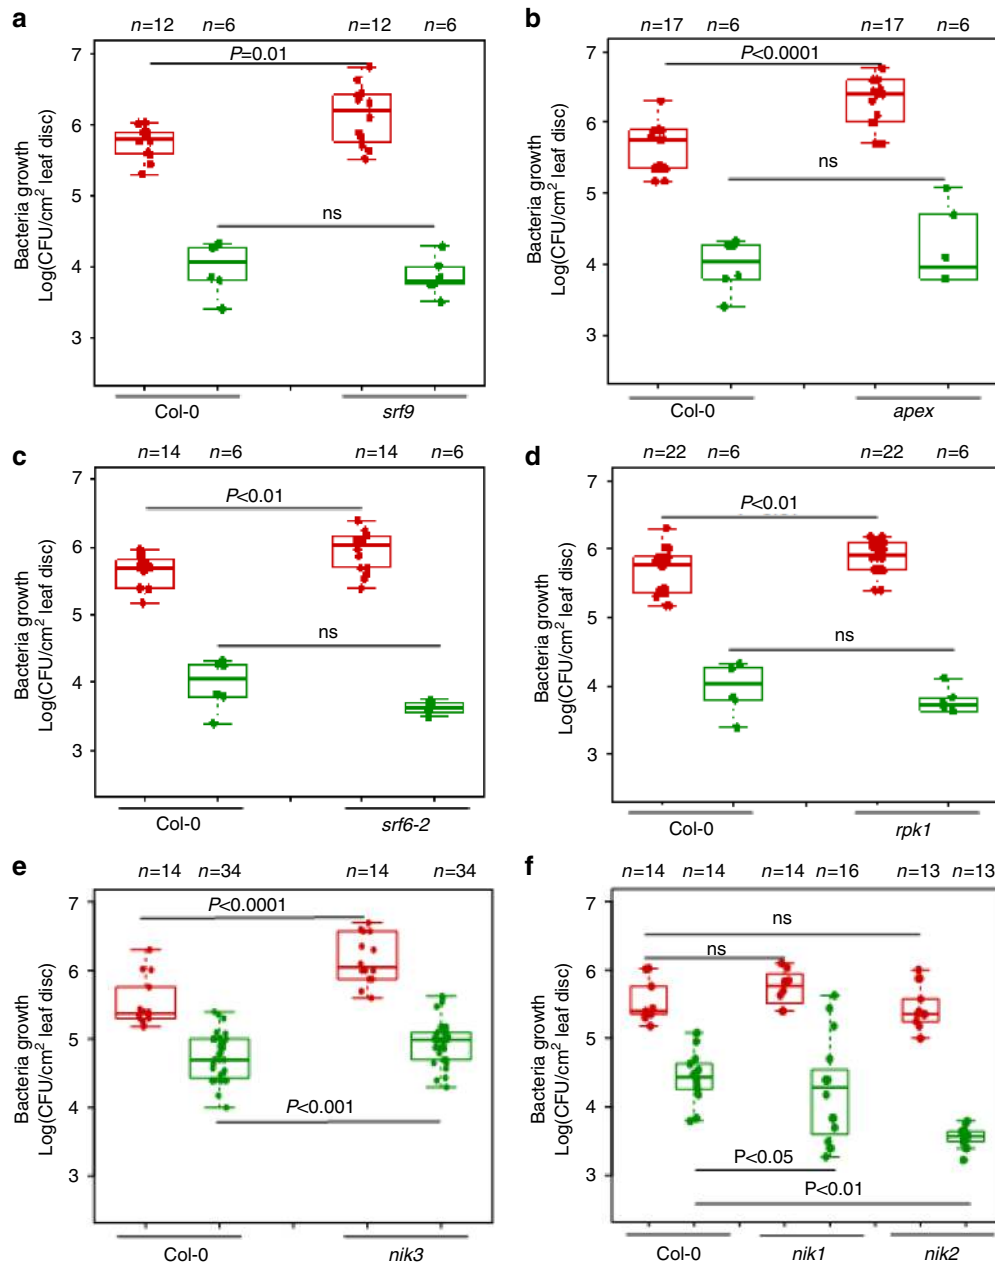 a
n=12 n=6 n=12 n=6
7
6
5
4
3
Bacteria growth
Log(CFU/cm² leaf disc)
P=0.01
ns
Col-0 srf9
b
n=17 n=6 n=17 n=6
7
6
5
4
3
Bacteria growth
Log(CFU/cm² leaf disc)
P<0.0001
ns
Col-0 apex
c
n=14 n=6 n=14 n=6
7
6
5
4
3
Bacteria growth
Log(CFU/cm² leaf disc)
P<0.01
ns
Col-0 srf6-2
d
n=22 n=6 n=22 n=6
7
6
5
4
3
Bacteria growth
Log(CFU/cm² leaf disc)
P<0.01
ns
Col-0 rpk1
e
n=14 n=34 n=14 n=34
7
6
5
4
3
Bacteria growth
Log(CFU/cm² leaf disc)
P<0.0001
P<0.001
Col-0 nik3
f
n=14 n=14 n=14 n=16 n=13 n=13
7
6
5
4
3
Bacteria growth
Log(CFU/cm² leaf disc)
ns
ns
P<0.05
P<0.01
Col-0 nik1 nik2